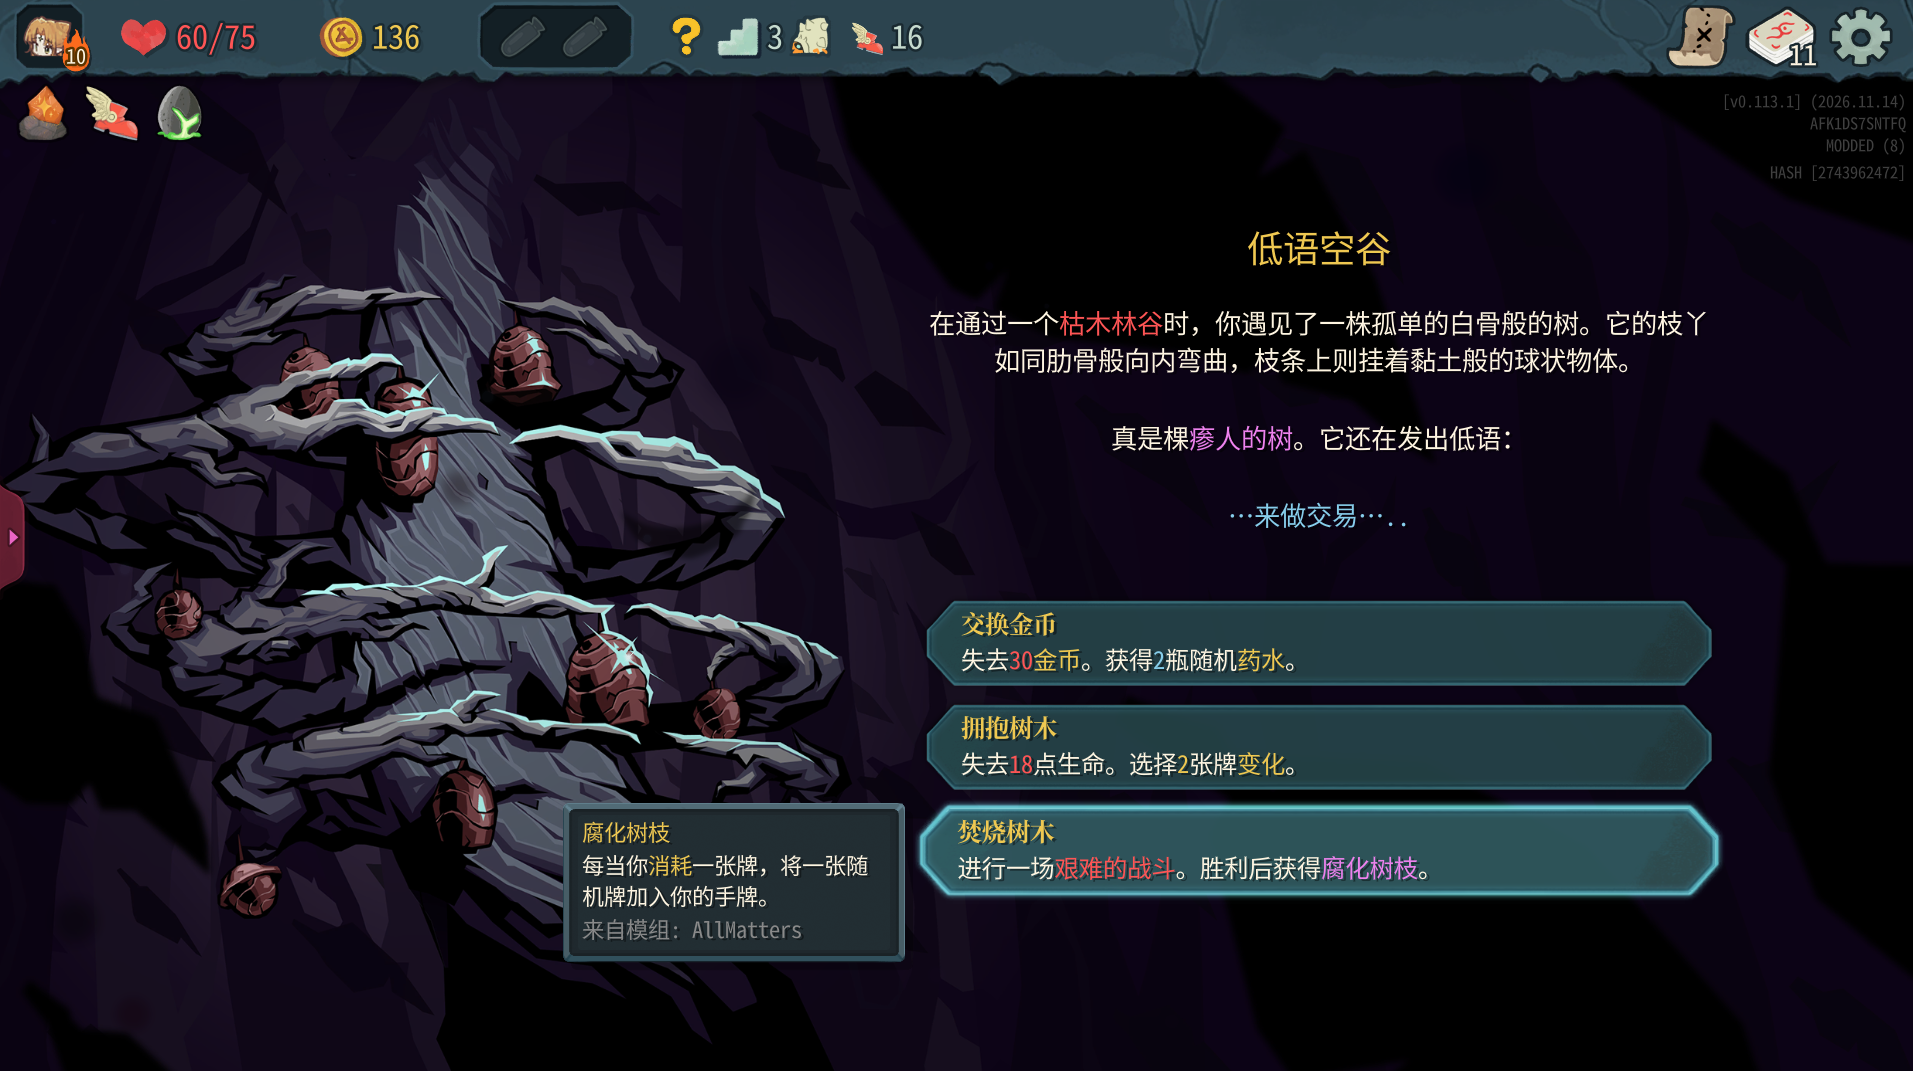 10
60/75
136
3
16
11
[v0.113.1] (2026.11.14)
AFK1DS7SNTFQ
MODDED (8)
HASH [2743962472]
低语空谷
在通过一个枯木林谷时，你遇见了一株孤单的白骨般的树。它的枝丫
如同肋骨般向内弯曲，枝条上则挂着黏土般的球状物体。
真是棵瘆人的树。它还在发出低语：
…来做交易…..
交换金币
失去30金币。获得2瓶随机药水。
拥抱树木
失去18点生命。选择2张牌变化。
焚烧树木
进行一场艰难的战斗。胜利后获得腐化树枝。
腐化树枝
每当你消耗一张牌，将一张随
机牌加入你的手牌。
来自模组: AllMatters